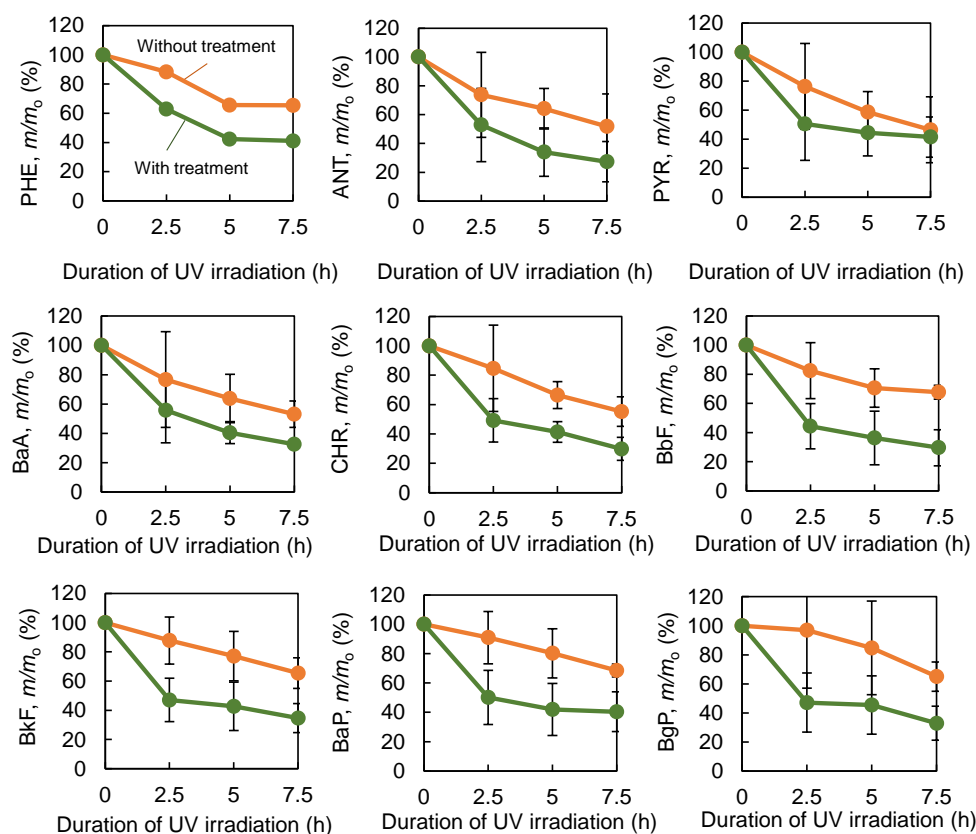 PHE, m/mo (%)
120
100
80
60
40
20
0
Without treatment
With treatment
0 2.5 5 7.5
Duration of UV irradiation (h)
ANT, m/mo (%)
120
100
80
60
40
20
0
0 2.5 5 7.5
Duration of UV irradiation (h)
PYR, m/mo (%)
120
100
80
60
40
20
0
0 2.5 5 7.5
Duration of UV irradiation (h)
BaA, m/mo (%)
120
100
80
60
40
20
0
0 2.5 5 7.5
Duration of UV irradiation (h)
CHR, m/mo (%)
120
100
80
60
40
20
0
0 2.5 5 7.5
Duration of UV irradiation (h)
BbF, m/mo (%)
120
100
80
60
40
20
0
0 2.5 5 7.5
Duration of UV irradiation (h)
BkF, m/mo (%)
120
100
80
60
40
20
0
0 2.5 5 7.5
Duration of UV irradiation (h)
BaP, m/mo (%)
120
100
80
60
40
20
0
0 2.5 5 7.5
Duration of UV irradiation (h)
BgP, m/mo (%)
120
100
80
60
40
20
0
0 2.5 5 7.5
Duration of UV irradiation (h)